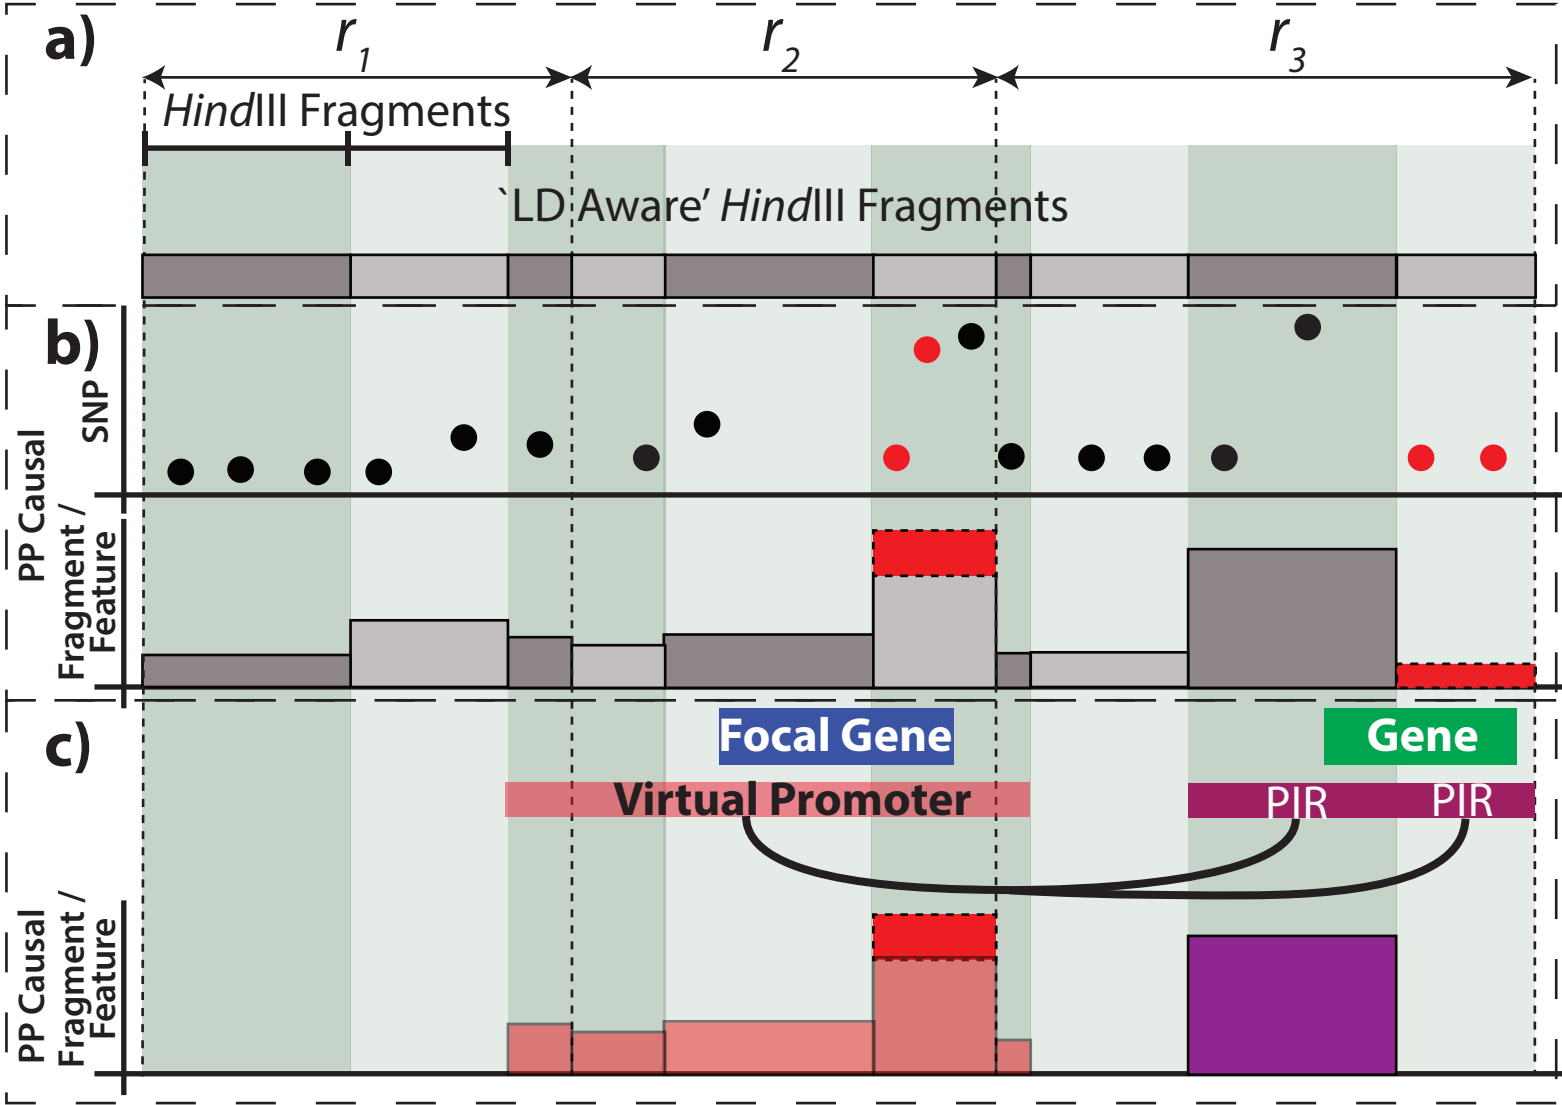 a)
r1
r2
r3
HindIII Fragments
`LD Aware’ HindIII Fragments
b)
SNP
PP Causal
Fragment /
Feature
c)
Focal Gene
Gene
Virtual Promoter
PIR
PIR
PP Causal
Fragment /
Feature